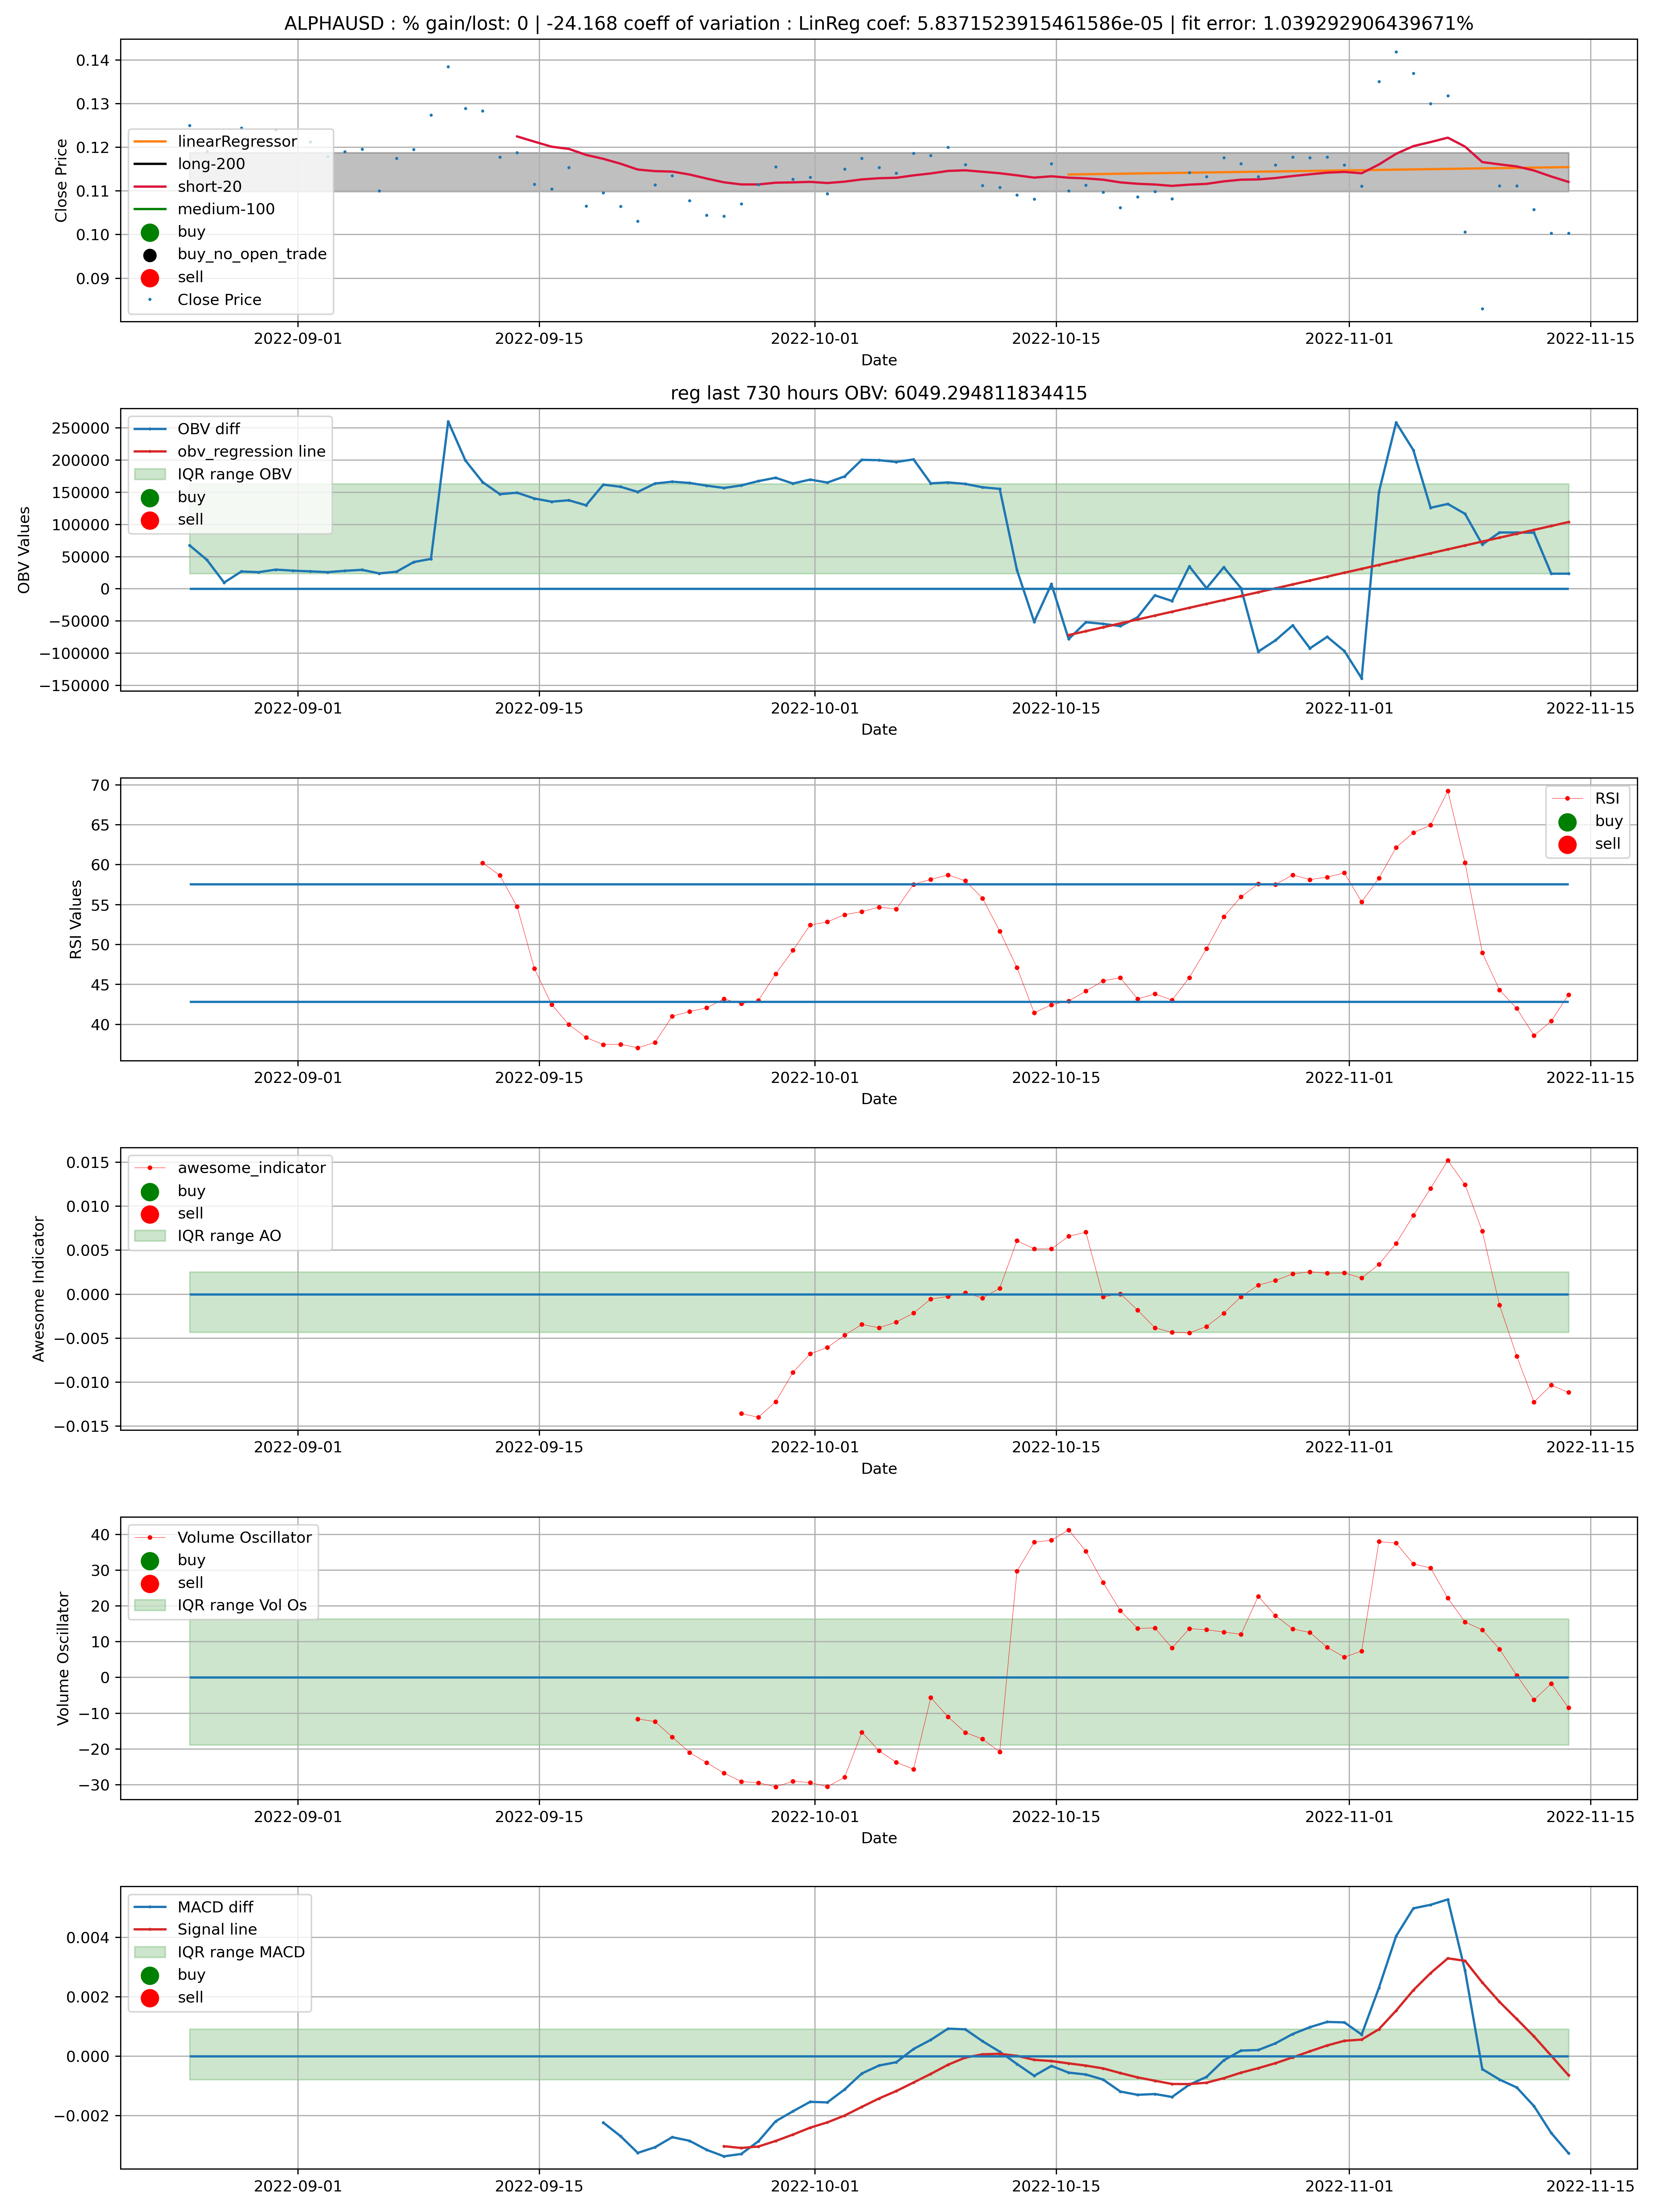 ALPHAUSD : % gain/lost: 0 | -24.168 coeff of variation : LinReg coef: 5.8371523915461586e-05 | fit error: 1.039292906439671%
Close Price
0.14
0.13
0.12
0.11
0.10
0.09
linearRegressor
long-200
short-20
medium-100
buy
buy_no_open_trade
sell
Close Price
2022-09-01 2022-09-15 2022-10-01 2022-10-15 2022-11-01 2022-11-15
Date
reg last 730 hours OBV: 6049.294811834415
OBV Values
250000
200000
150000
100000
50000
0
−50000
−100000
−150000
OBV diff
obv_regression line
IQR range OBV
buy
sell
2022-09-01 2022-09-15 2022-10-01 2022-10-15 2022-11-01 2022-11-15
Date
RSI Values
70
65
60
55
50
45
40
RSI
buy
sell
2022-09-01 2022-09-15 2022-10-01 2022-10-15 2022-11-01 2022-11-15
Date
Awesome Indicator
0.015
0.010
0.005
0.000
−0.005
−0.010
−0.015
awesome_indicator
buy
sell
IQR range AO
2022-09-01 2022-09-15 2022-10-01 2022-10-15 2022-11-01 2022-11-15
Date
Volume Oscillator
40
30
20
10
0
−10
−20
−30
Volume Oscillator
buy
sell
IQR range Vol Os
2022-09-01 2022-09-15 2022-10-01 2022-10-15 2022-11-01 2022-11-15
Date
0.004
0.002
0.000
−0.002
MACD diff
Signal line
IQR range MACD
buy
sell
2022-09-01 2022-09-15 2022-10-01 2022-10-15 2022-11-01 2022-11-15